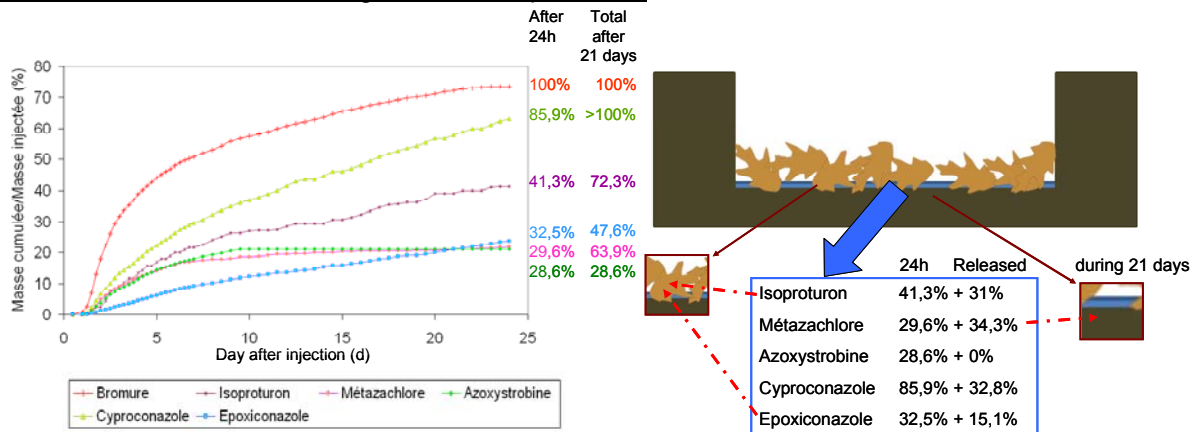 After Total
24h after
21 days
Masse cumulée/Masse injectée (%)
80
70
60
50
40
30
20
10
0
0 5 10 15 20 25
Day after injection (d)
100% 100%
85,9% >100%
41,3% 72,3%
32,5% 47,6%
29,6% 63,9%
28,6% 28,6%
Bromure Isoproturon Métazachlore Azoxystrobine
Cyproconazole Epoxiconazole
24h Released during 21 days
Isoproturon 41,3% + 31%
Métazachlore 29,6% + 34,3%
Azoxystrobine 28,6% + 0%
Cyproconazole 85,9% + 32,8%
Epoxiconazole 32,5% + 15,1%